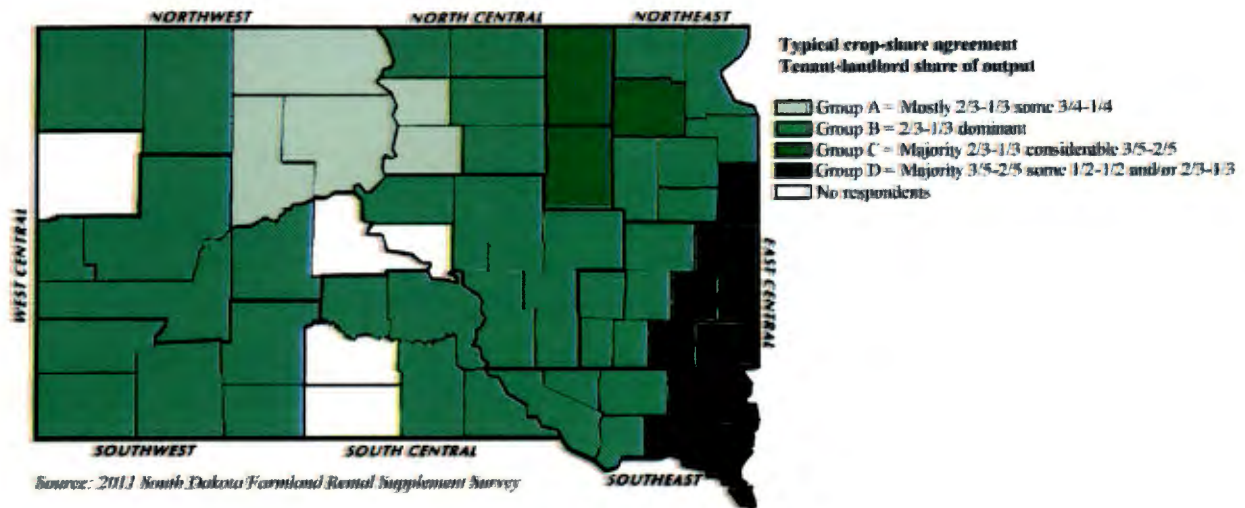 NORTHWEST
NORTH CENTRAL
NORTHEAST
Typical crop-share agreement
Tenant-landlord share of output
Group A = Mostly 2/3-1/3 some 3/4-1/4
Group B = 2/3-1/3 dominant
Group C = Majority 2/3-1/3 considerable 3/5-2/5
Group D = Majority 3/5-2/5 some 1/2-1/2 and/or 2/3-1/3
No respondents
WEST CENTRAL
EAST CENTRAL
SOUTHWEST
SOUTH CENTRAL
SOUTHEAST
Source: 2011 South Dakota Farmland Rental Supplement Survey